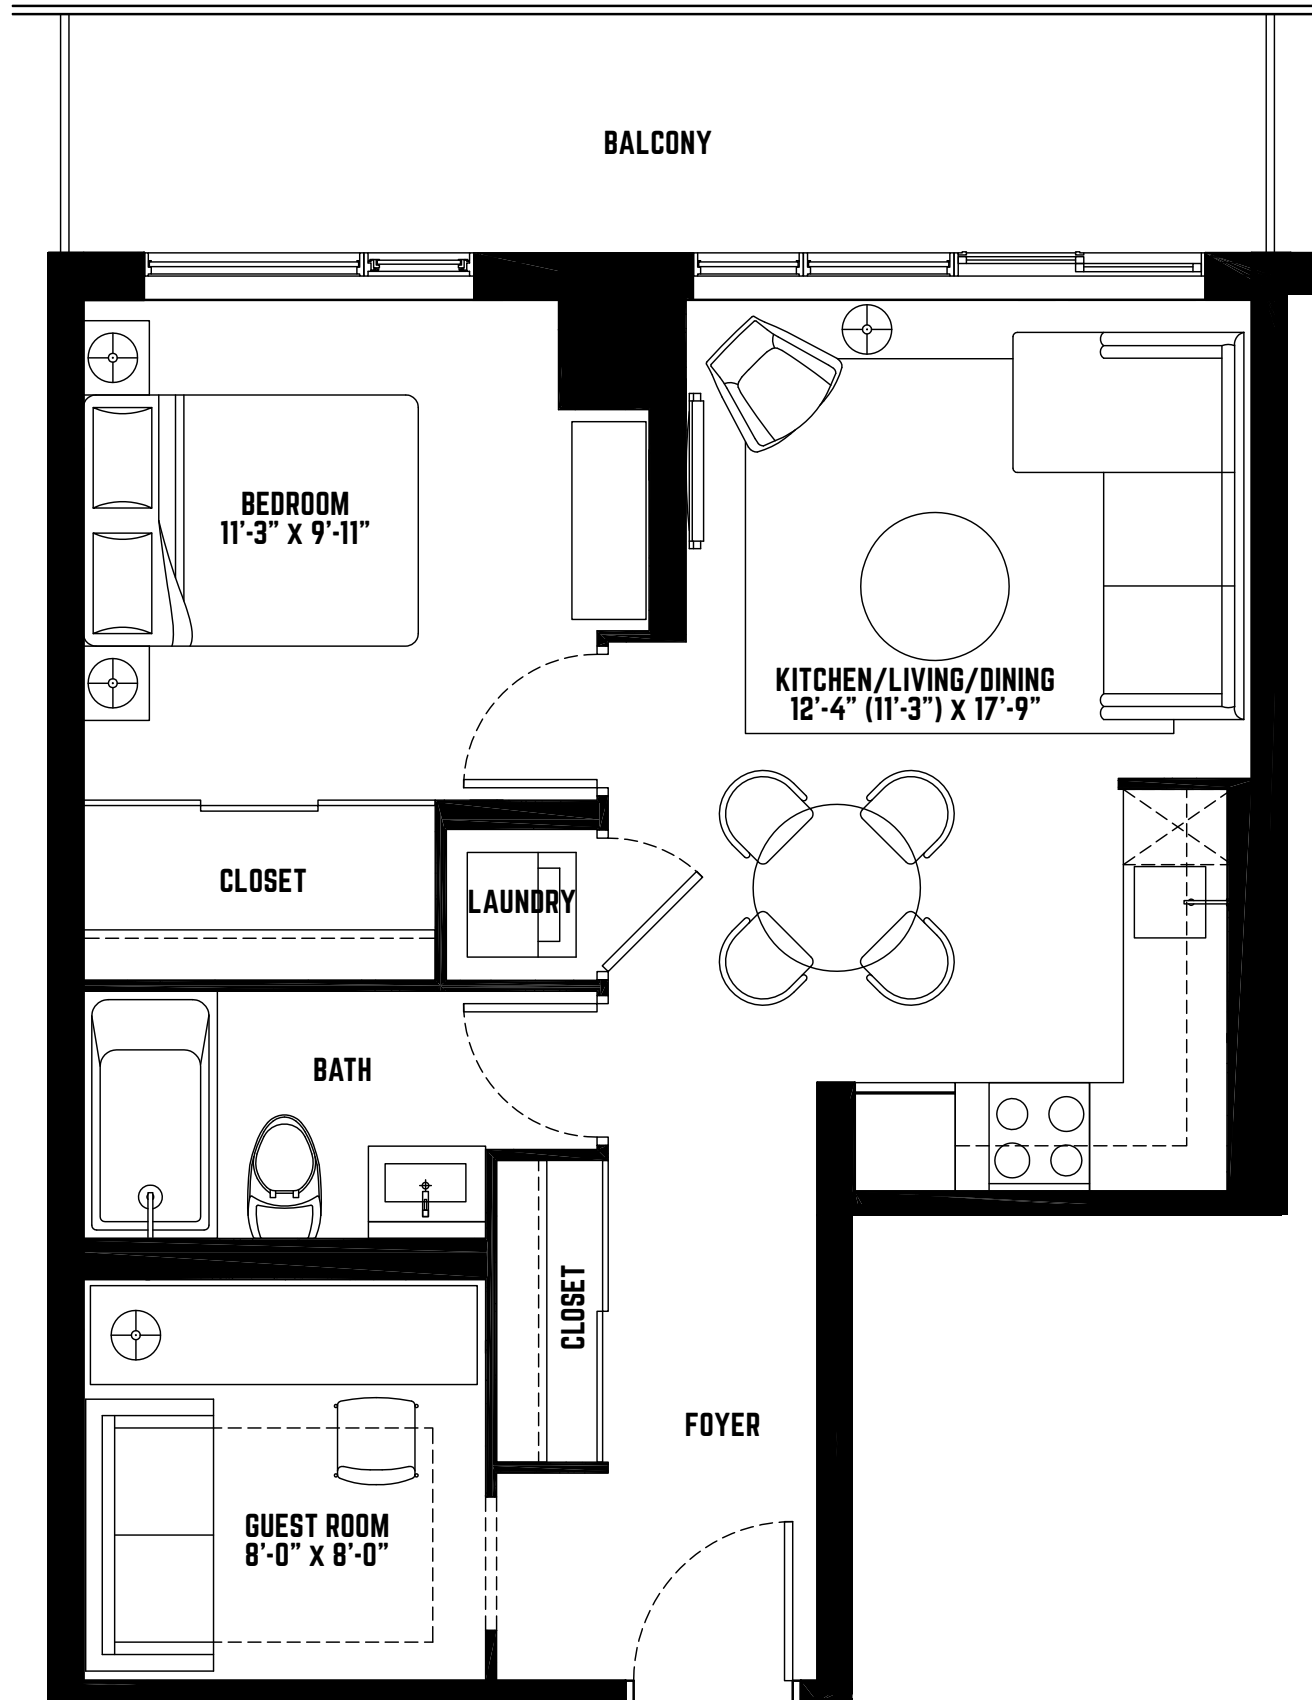 BALCONY
BEDROOM
11'-3" X 9'-11"
KITCHEN/LIVING/DINING
12'-4" (11'-3") X 17'-9"
CLOSET
LAUNDRY
BATH
CLOSET
FOYER
GUEST ROOM
8'-0" X 8'-0"